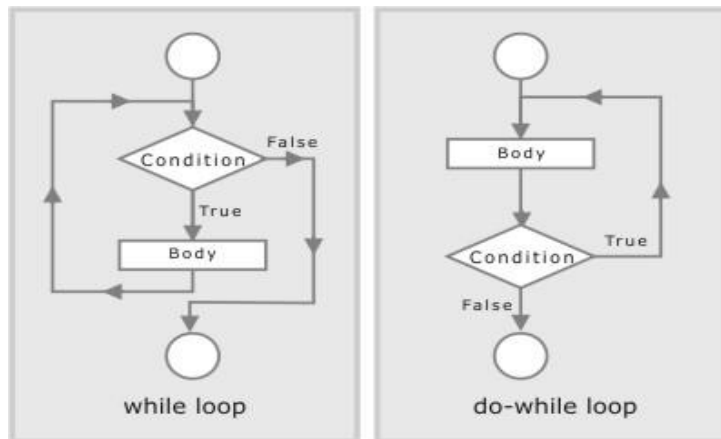 Condition
False
True
Body
while loop
Body
Condition
True
False
do-while loop